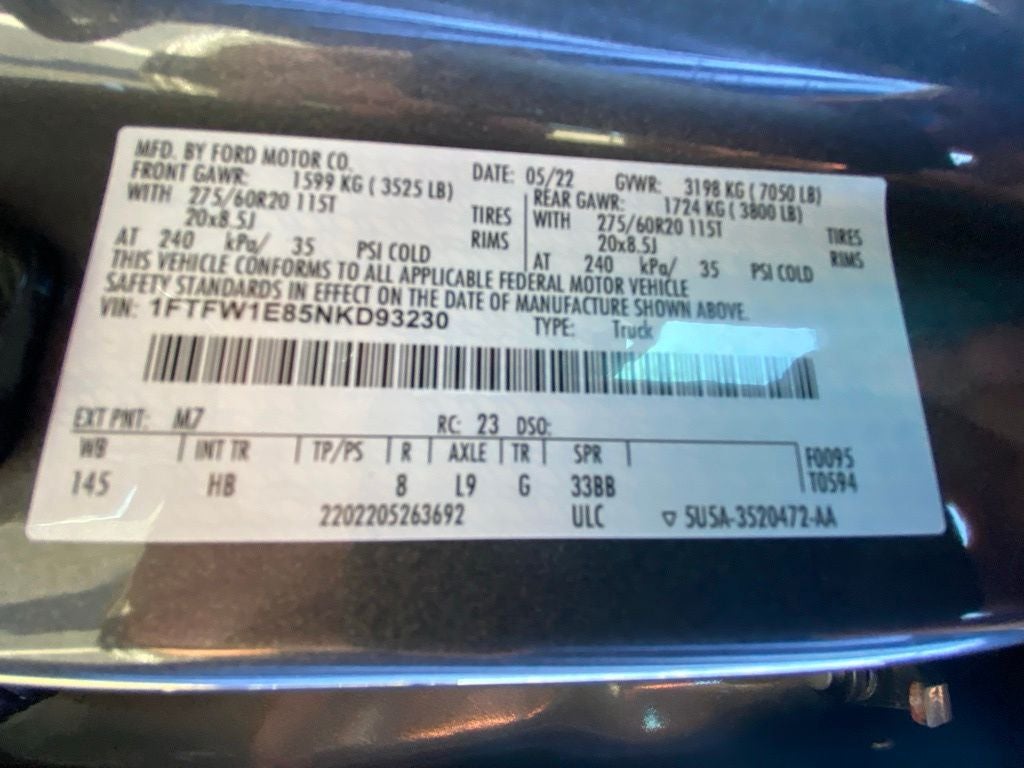 MFD. BY FORD MOTOR CO.
DATE: 05/22 GVWR: 3198 KG ( 7050 LB)
FRONT GAWR: 1599 KG ( 3525 LB)
WITH 275/60R20 115T TIRES
20x8.5J RIMS
AT 240 kPa/ 35 PSI COLD
REAR GAWR: 1724 KG ( 3800 LB)
WITH 275/60R20 115T TIRES
20x8.5J RIMS
AT 240 kPa/ 35 PSI COLD
THIS VEHICLE CONFORMS TO ALL APPLICABLE FEDERAL MOTOR VEHICLE
SAFETY STANDARDS IN EFFECT ON THE DATE OF MANUFACTURE SHOWN ABOVE.
VIN: 1FTFW1E85NKD93230 TYPE: Truck
EXT PNT: M7 RC: 23 DSO:
WB INT TR TP/PS R AXLE TR SPR F0095
145 HB 8 L9 G 33BB T0594
2202205263692 ULC ▽ 5U5A-3520472-AA